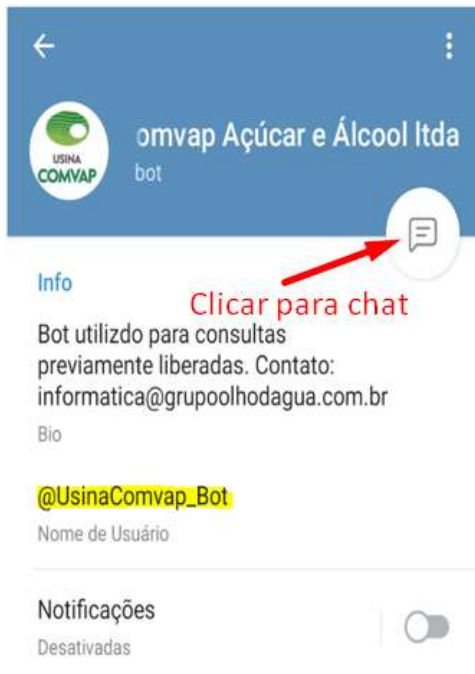 omvap Açúcar e Álcool ltda
bot
USINA
COMVAP
Info
Clicar para chat
Bot utilizdo para consultas
previamente liberadas. Contato:
informatica@grupoolhodagua.com.br
Bio
@UsinaComvap_Bot
Nome de Usuário
Notificações
Desativadas